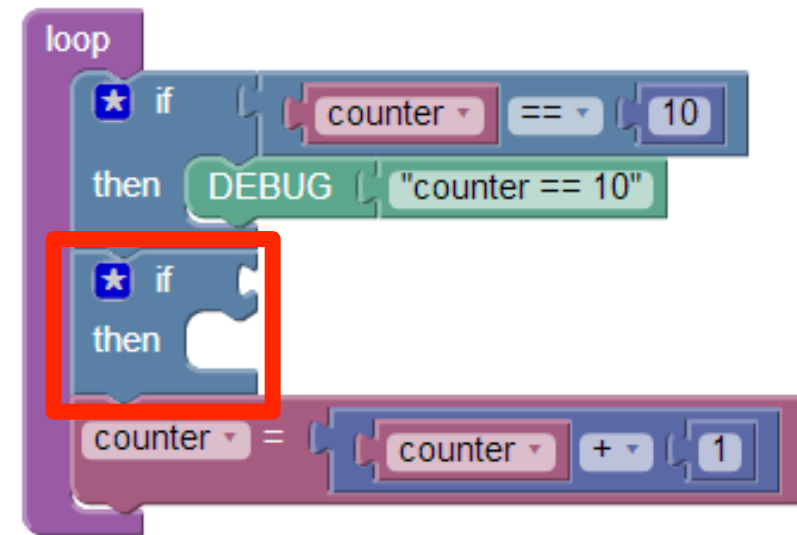 loop
if counter == 10
then DEBUG "counter == 10"
if
then
counter = counter + 1